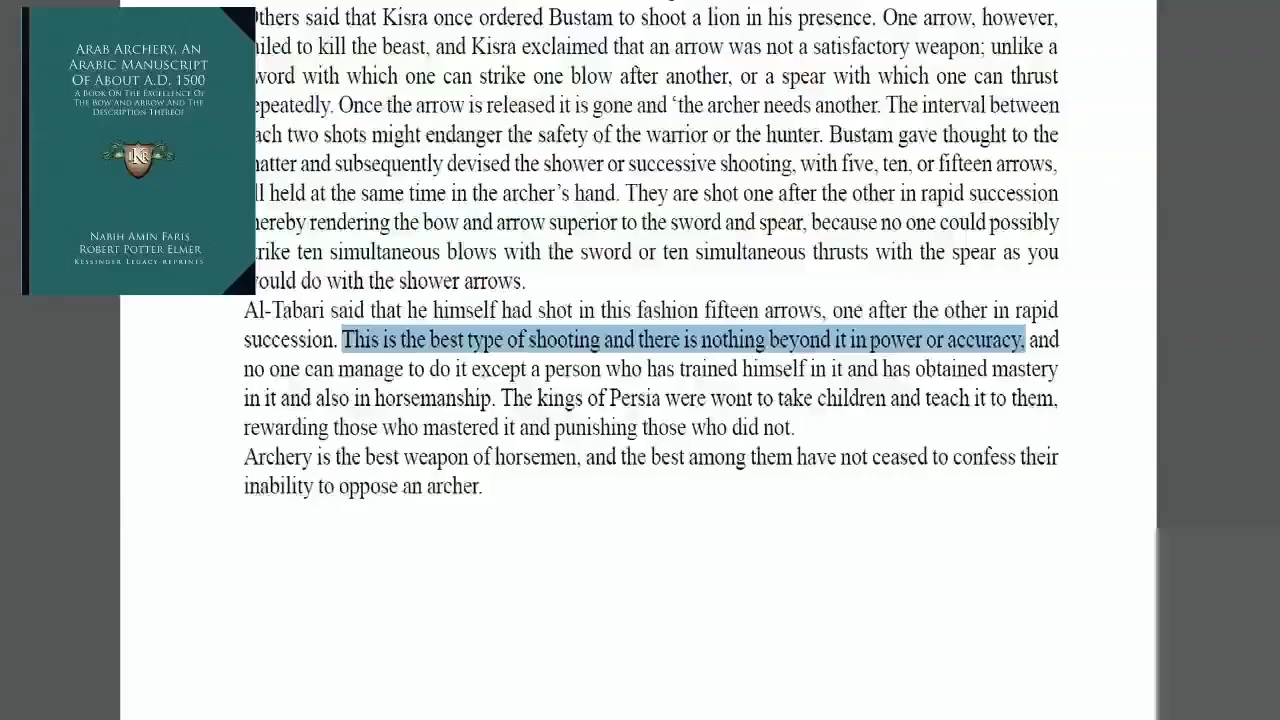 ARAB ARCHERY, AN
ARABIC MANUSCRIPT
OF ABOUT A.D. 1500
A BOOK ON THE EXCELLENCE OF
THE BOW AND ARROW AND THE
DESCRIPTION THEREOF
IKR
NABIH AMIN FARIS
ROBERT POTTER ELMER
KESSINGER LEGACY REPRINTS
thers said that Kisra once ordered Bustam to shoot a lion in his presence. One arrow, however,
ailed to kill the beast, and Kisra exclaimed that an arrow was not a satisfactory weapon; unlike a
word with which one can strike one blow after another, or a spear with which one can thrust
epeatedly. Once the arrow is released it is gone and ‘the archer needs another. The interval between
ach two shots might endanger the safety of the warrior or the hunter. Bustam gave thought to the
matter and subsequently devised the shower or successive shooting, with five, ten, or fifteen arrows,
ll held at the same time in the archer’s hand. They are shot one after the other in rapid succession
hereby rendering the bow and arrow superior to the sword and spear, because no one could possibly
trike ten simultaneous blows with the sword or ten simultaneous thrusts with the spear as you
would do with the shower arrows.
Al-Tabari said that he himself had shot in this fashion fifteen arrows, one after the other in rapid
succession. This is the best type of shooting and there is nothing beyond it in power or accuracy, and
no one can manage to do it except a person who has trained himself in it and has obtained mastery
in it and also in horsemanship. The kings of Persia were wont to take children and teach it to them,
rewarding those who mastered it and punishing those who did not.
Archery is the best weapon of horsemen, and the best among them have not ceased to confess their
inability to oppose an archer.